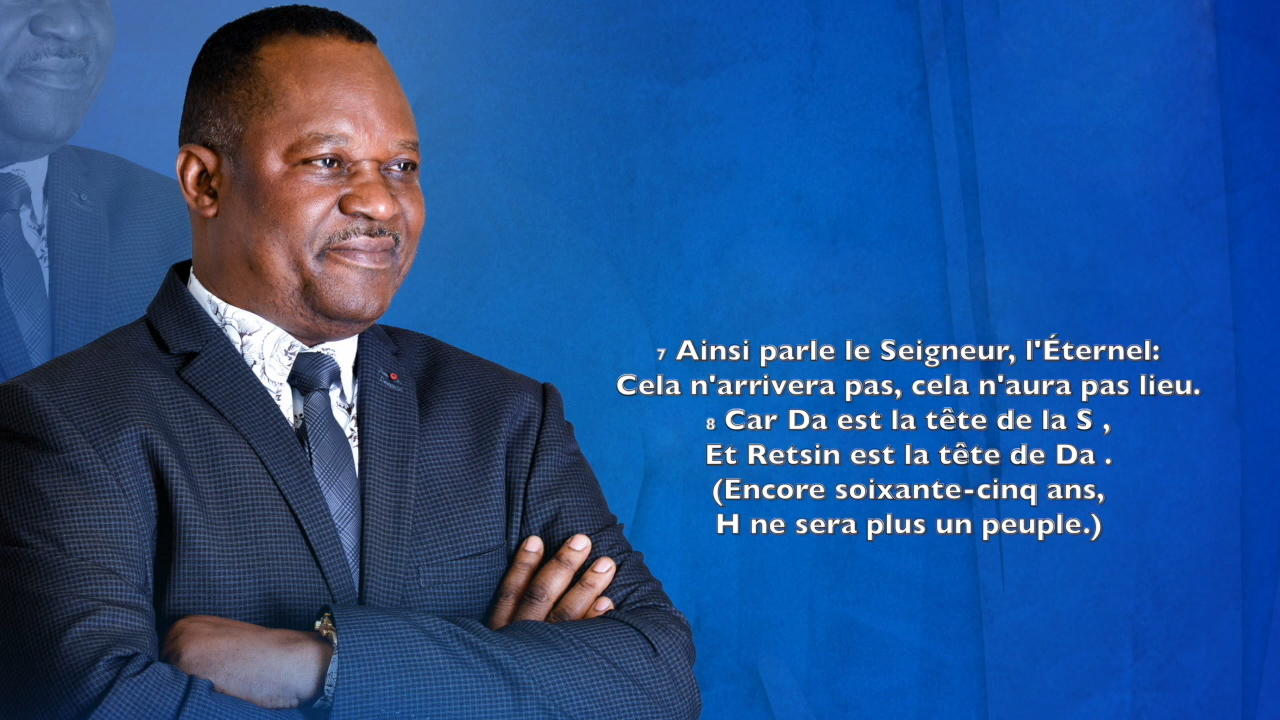 7 Ainsi parle le Seigneur, l'Éternel:
Cela n'arrivera pas, cela n'aura pas lieu.
8 Car Da est la tête de la S ,
Et Retsin est la tête de Da .
(Encore soixante-cinq ans,
H ne sera plus un peuple.)